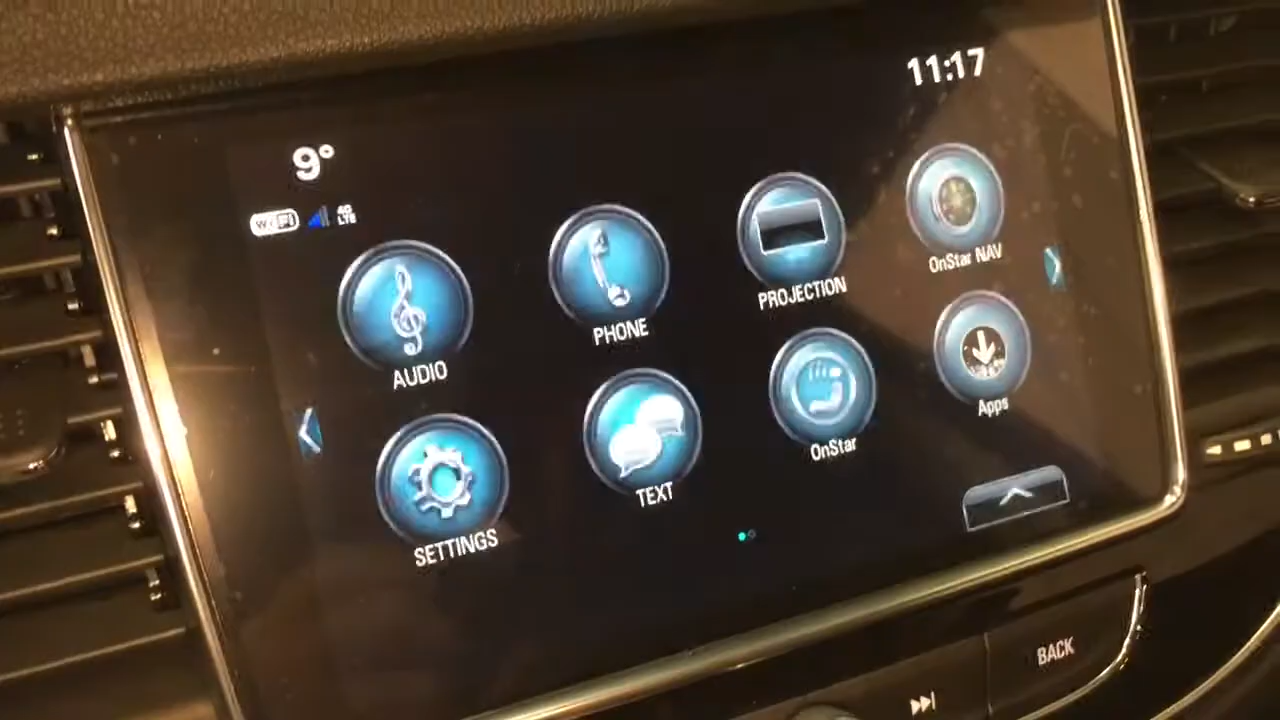 11:17
9°
WiFi
4G
LTE
AUDIO
PHONE
PROJECTION
OnStar NAV
SETTINGS
TEXT
OnStar
Apps
BACK